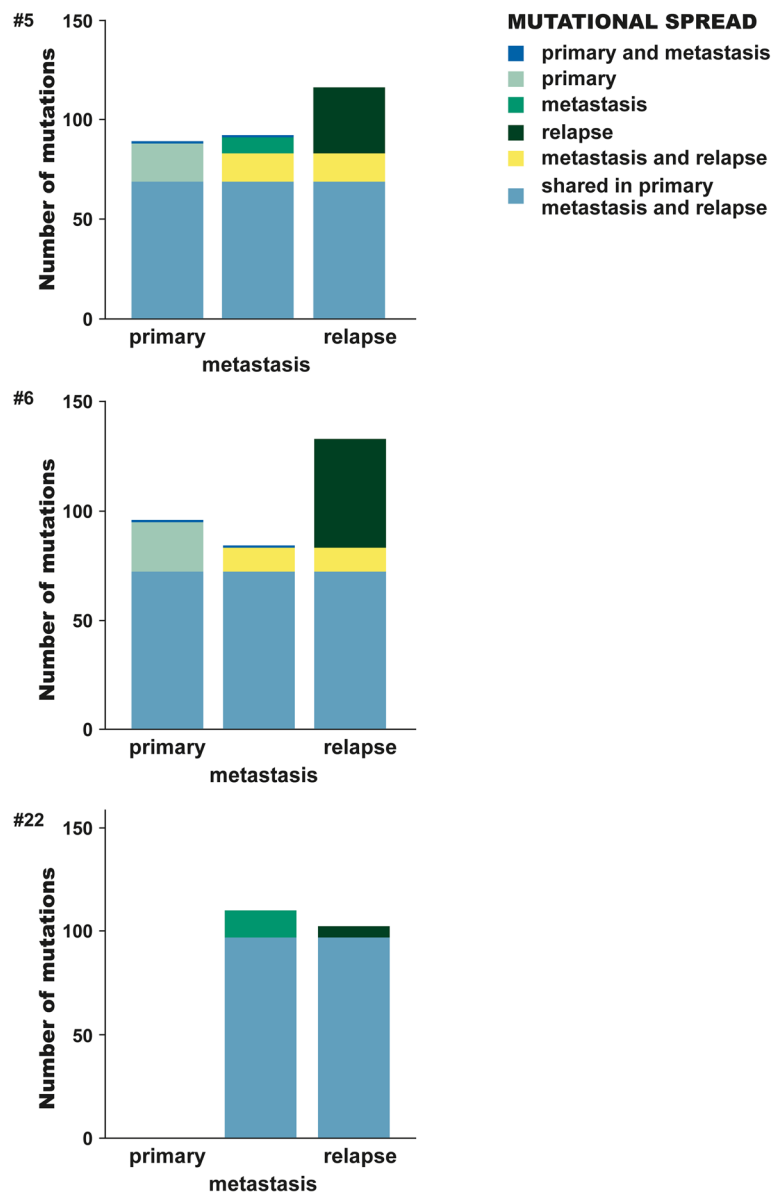 #5
150
100
50
0
Number of mutations
primary
relapse
metastasis
MUTATIONAL SPREAD
primary and metastasis
primary
metastasis
relapse
metastasis and relapse
shared in primary
metastasis and relapse
#6
150
100
50
0
Number of mutations
primary
relapse
metastasis
#22
150
100
50
0
Number of mutations
primary
relapse
metastasis